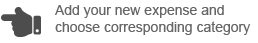 Add your new expense and
choose corresponding category